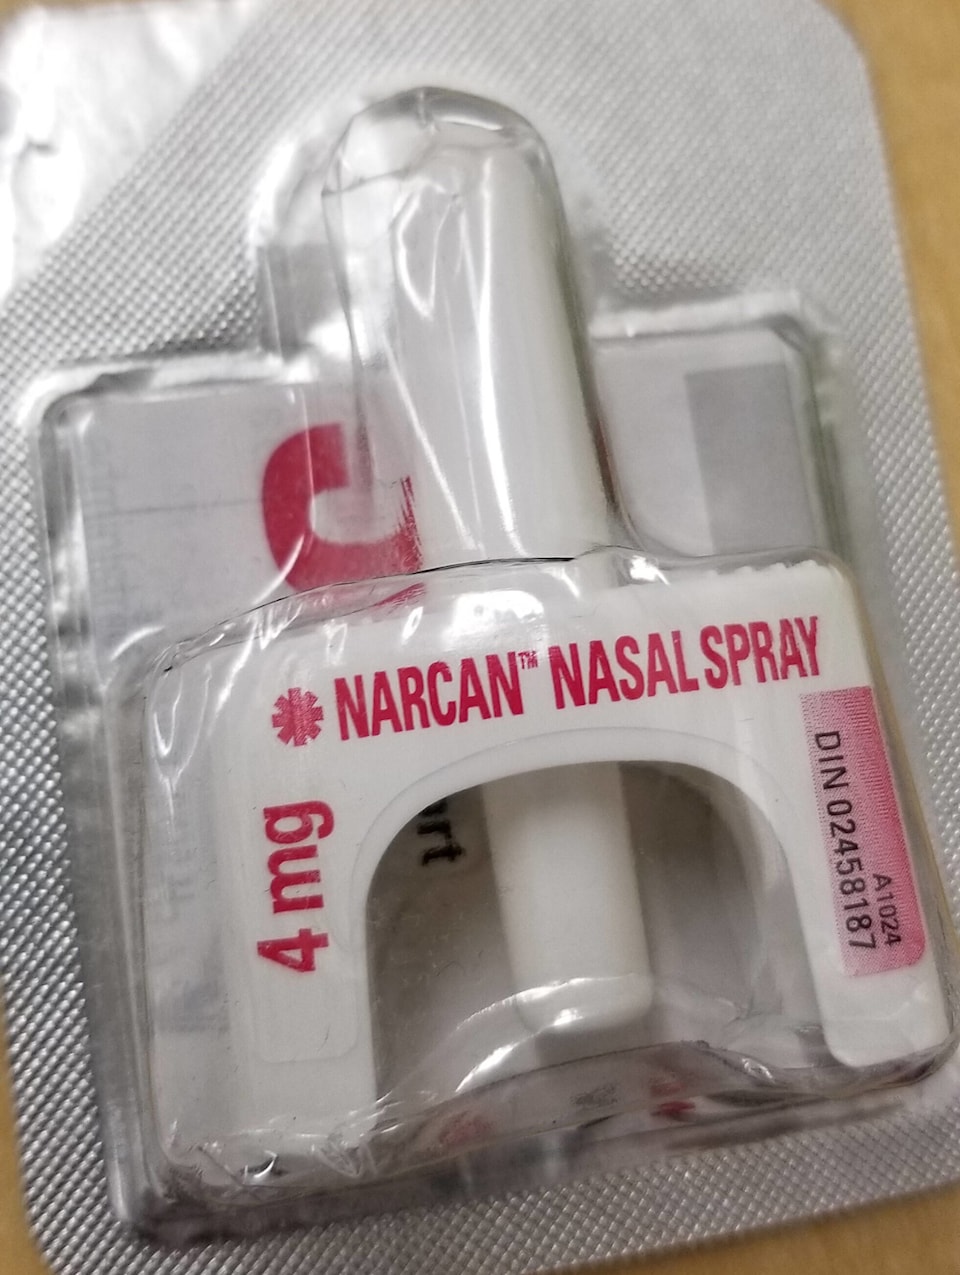 NARCAN™ NASAL SPRAY
4 mg
DIN 02458187
A1024